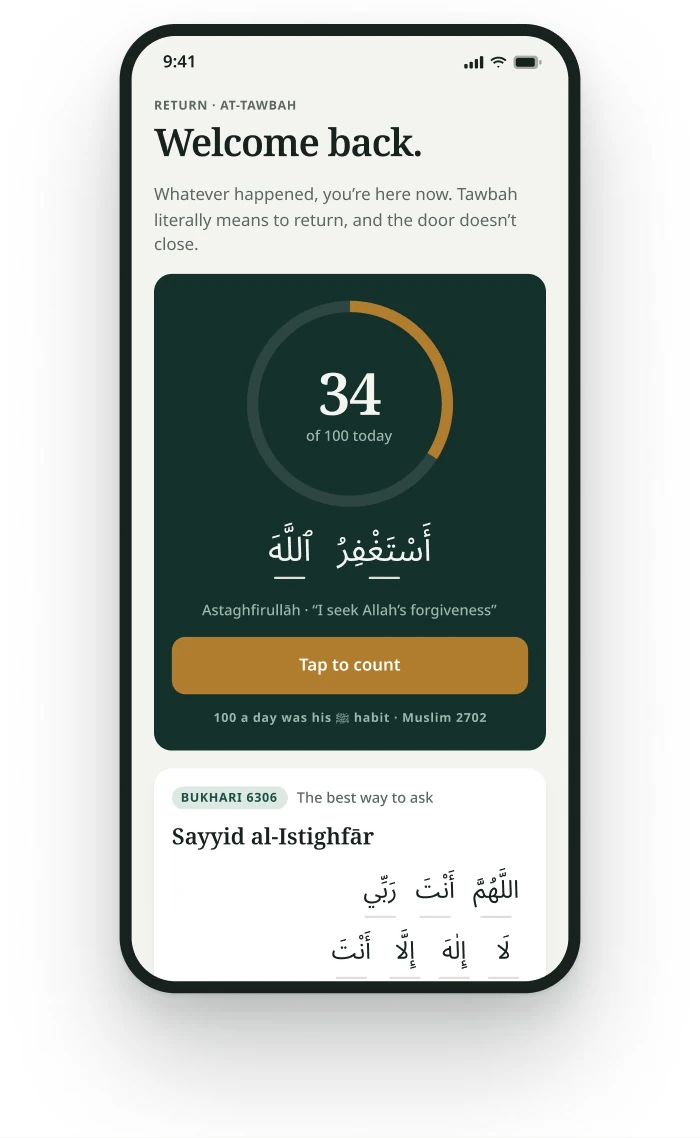 9:41
RETURN · AT-TAWBAH
Welcome back.
Whatever happened, you’re here now. Tawbah
literally means to return, and the door doesn’t
close.
34
of 100 today
أَسْتَغْفِرُ ٱللَّهَ
Astaghfirullāh · “I seek Allah’s forgiveness”
Tap to count
100 a day was his ﷺ habit · Muslim 2702
BUKHARI 6306 The best way to ask
Sayyid al-Istighfār
اللَّهُمَّ أَنْتَ رَبِّي
لَا إِلٰهَ إِلَّا أَنْتَ